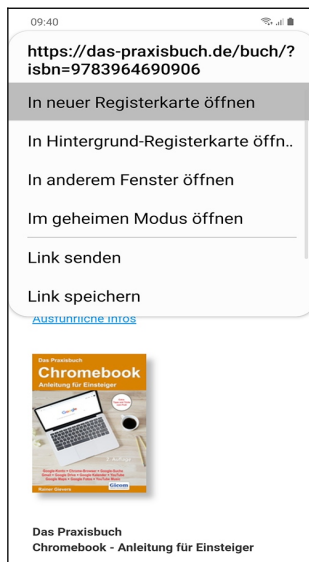 09:40
https://das-praxisbuch.de/buch/?
isbn=9783964690906
In neuer Registerkarte öffnen
In Hintergrund-Registerkarte öffn..
In anderem Fenster öffnen
Im geheimen Modus öffnen
Link senden
Link speichern
Ausführliche Infos
Das Praxisbuch
Chromebook
Anleitung für Einsteiger
Google
Rainer Gievers
Gicom
Das Praxisbuch
Chromebook - Anleitung für Einsteiger